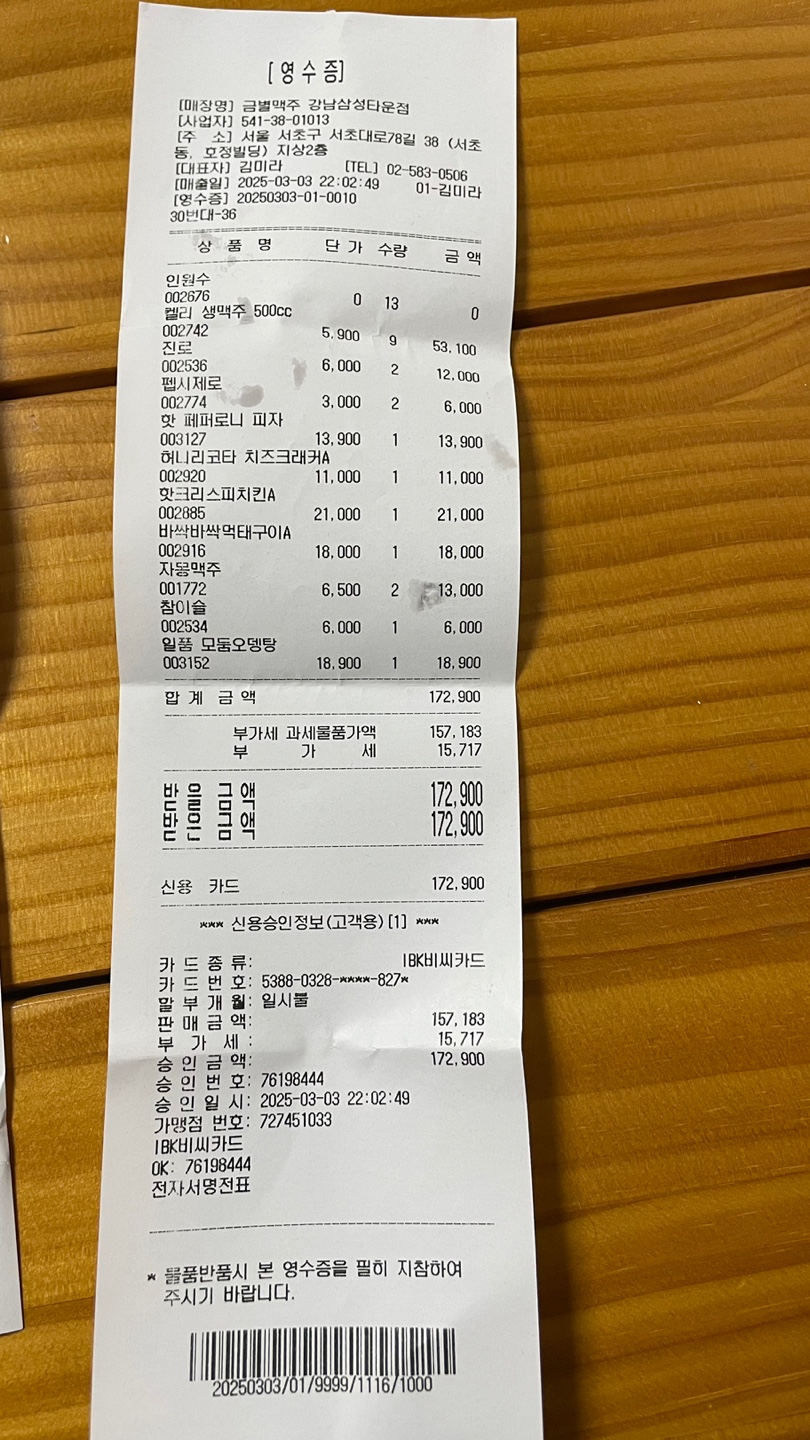 [영수증]
[매장명] 금별맥주 강남삼성타운점
[사업자] 541-38-01013
[주 소] 서울 서초구 서초대로78길 38 (서초
동, 호정빌딩) 지상2층
[대표자] 김미라 [TEL] 02-583-0506
[매출일] 2025-03-03 22:02:49 01-김미라
[영수증] 20250303-01-0010
30번대-36
상 품 명 단 가 수량 금 액
인원수
002676 0 13 0
켈리 생맥주 500cc
002742 5,900 9 53,100
진로
002536 6,000 2 12,000
펩시제로
002774 3,000 2 6,000
핫 페퍼로니 피자
003127 13,900 1 13,900
허니리코타 치즈크래커A
002920 11,000 1 11,000
핫크리스피치킨A
002885 21,000 1 21,000
바싹바싹먹태구이A
002916 18,000 1 18,000
자몽맥주
001772 6,500 2 13,000
참이슬
002534 6,000 1 6,000
일품 모둠오뎅탕
003152 18,900 1 18,900
합 계 금 액 172,900
부가세 과세물품가액 157,183
부 가 세 15,717
받 을 금 액 172,900
받 은 금 액 172,900
신용 카드 172,900
*** 신용승인정보(고객용)[1] ***
카 드 종 류: IBK비씨카드
카 드 번 호: 5388-0328-****-827*
할 부 개 월: 일시불
판 매 금 액: 157,183
부 가 세 : 15,717
승 인 금 액: 172,900
승 인 번 호: 76198444
승 인 일 시: 2025-03-03 22:02:49
가맹점 번호: 727451033
IBK비씨카드
OK: 76198444
전자서명전표
* 물품반품시 본 영수증을 필히 지참하여
주시기 바랍니다.
20250303/01/9999/1116/1000